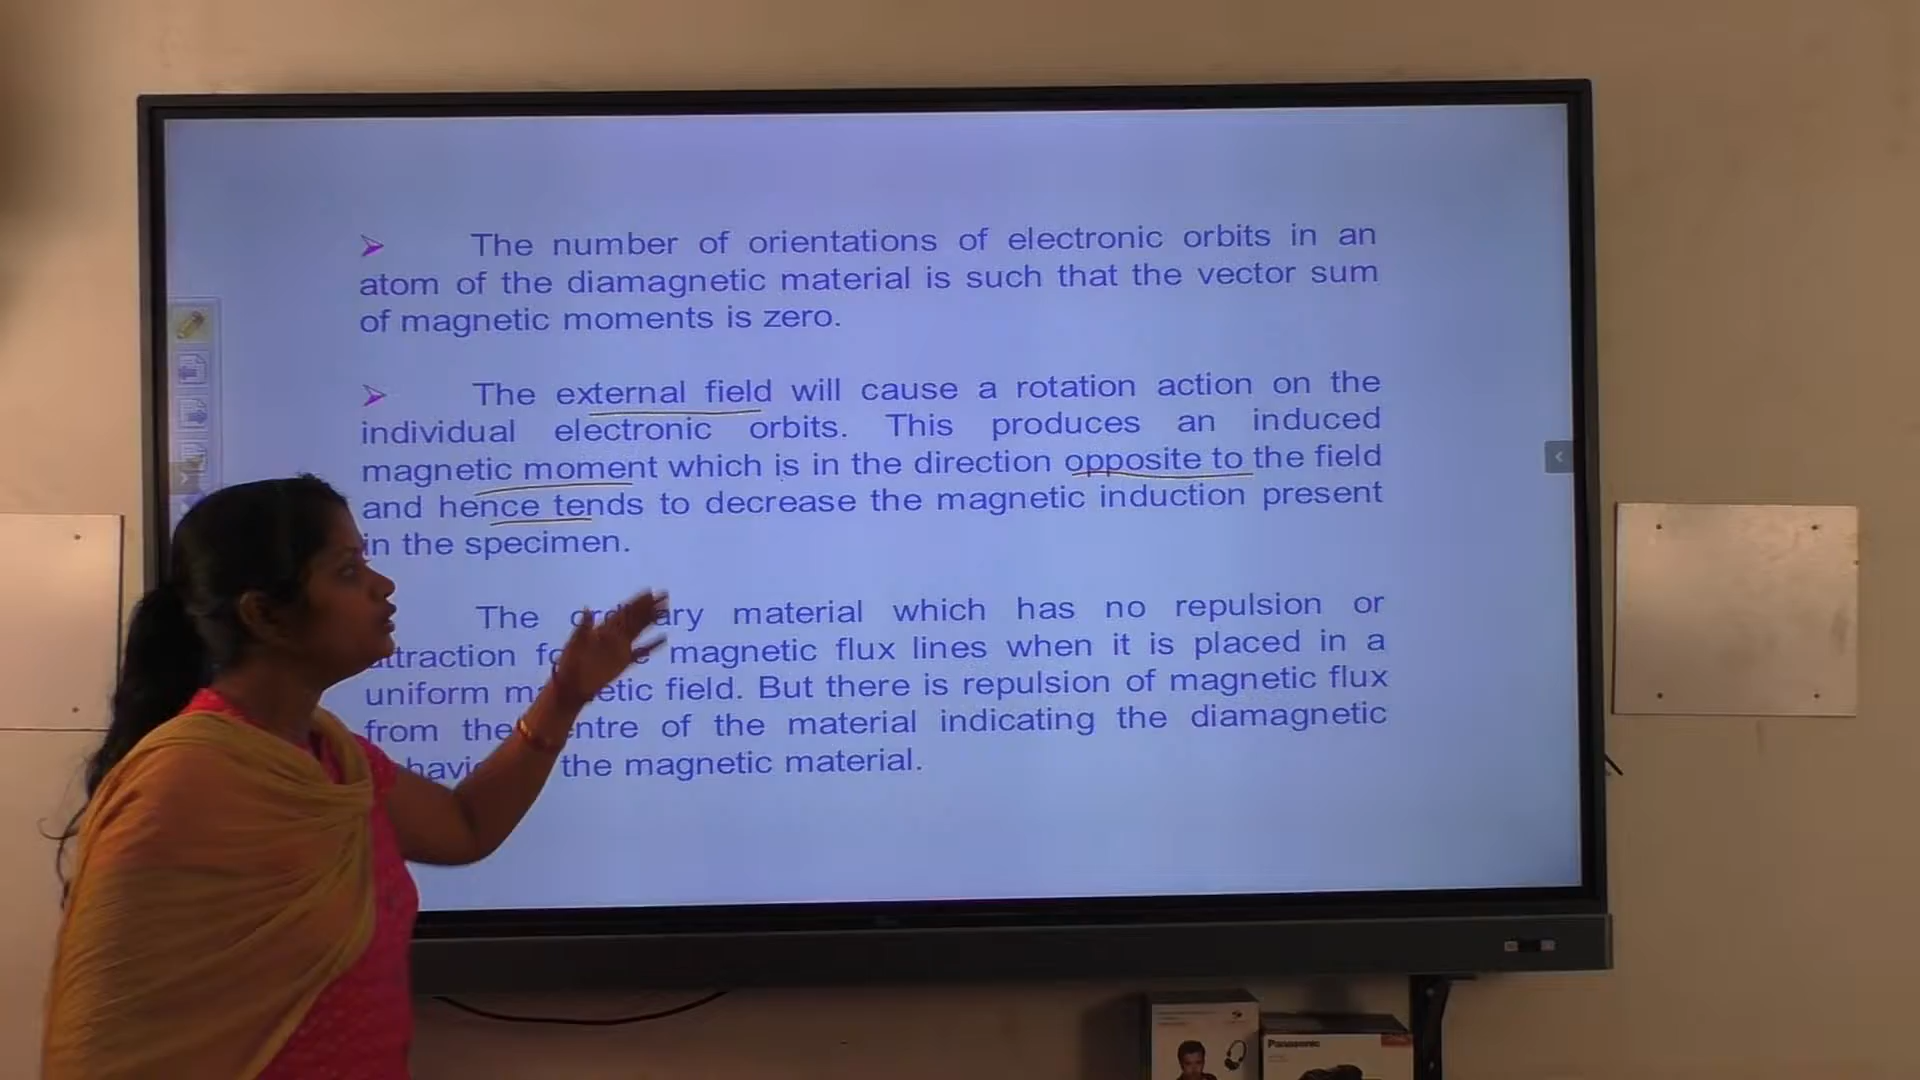 The number of orientations of electronic orbits in an
atom of the diamagnetic material is such that the vector sum
of magnetic moments is zero.
The external field will cause a rotation action on the
individual electronic orbits. This produces an induced
magnetic moment which is in the direction opposite to the field
and hence tends to decrease the magnetic induction present
in the specimen.
The material which has no repulsion or
magnetic flux lines when it is placed in a
uniform field. But there is repulsion of magnetic flux
from the of the material indicating the diamagnetic
the magnetic material.
Panasonic